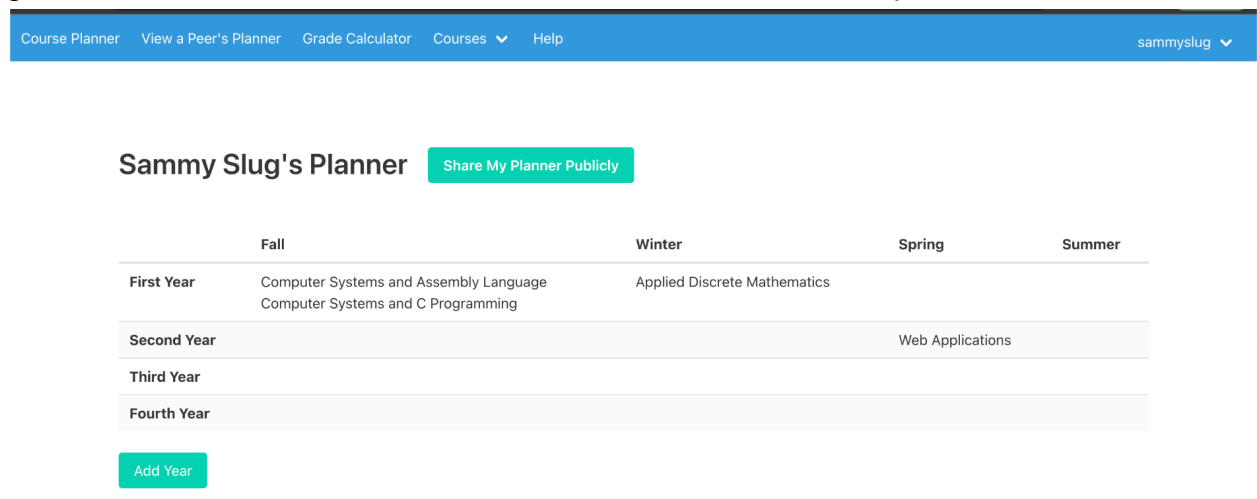 Course Planner View a Peer's Planner Grade Calculator Courses Help sammyslug
Sammy Slug's Planner Share My Planner Publicly
Fall Winter Spring Summer
First Year Computer Systems and Assembly Language Applied Discrete Mathematics
Computer Systems and C Programming
Second Year Web Applications
Third Year
Fourth Year
Add Year